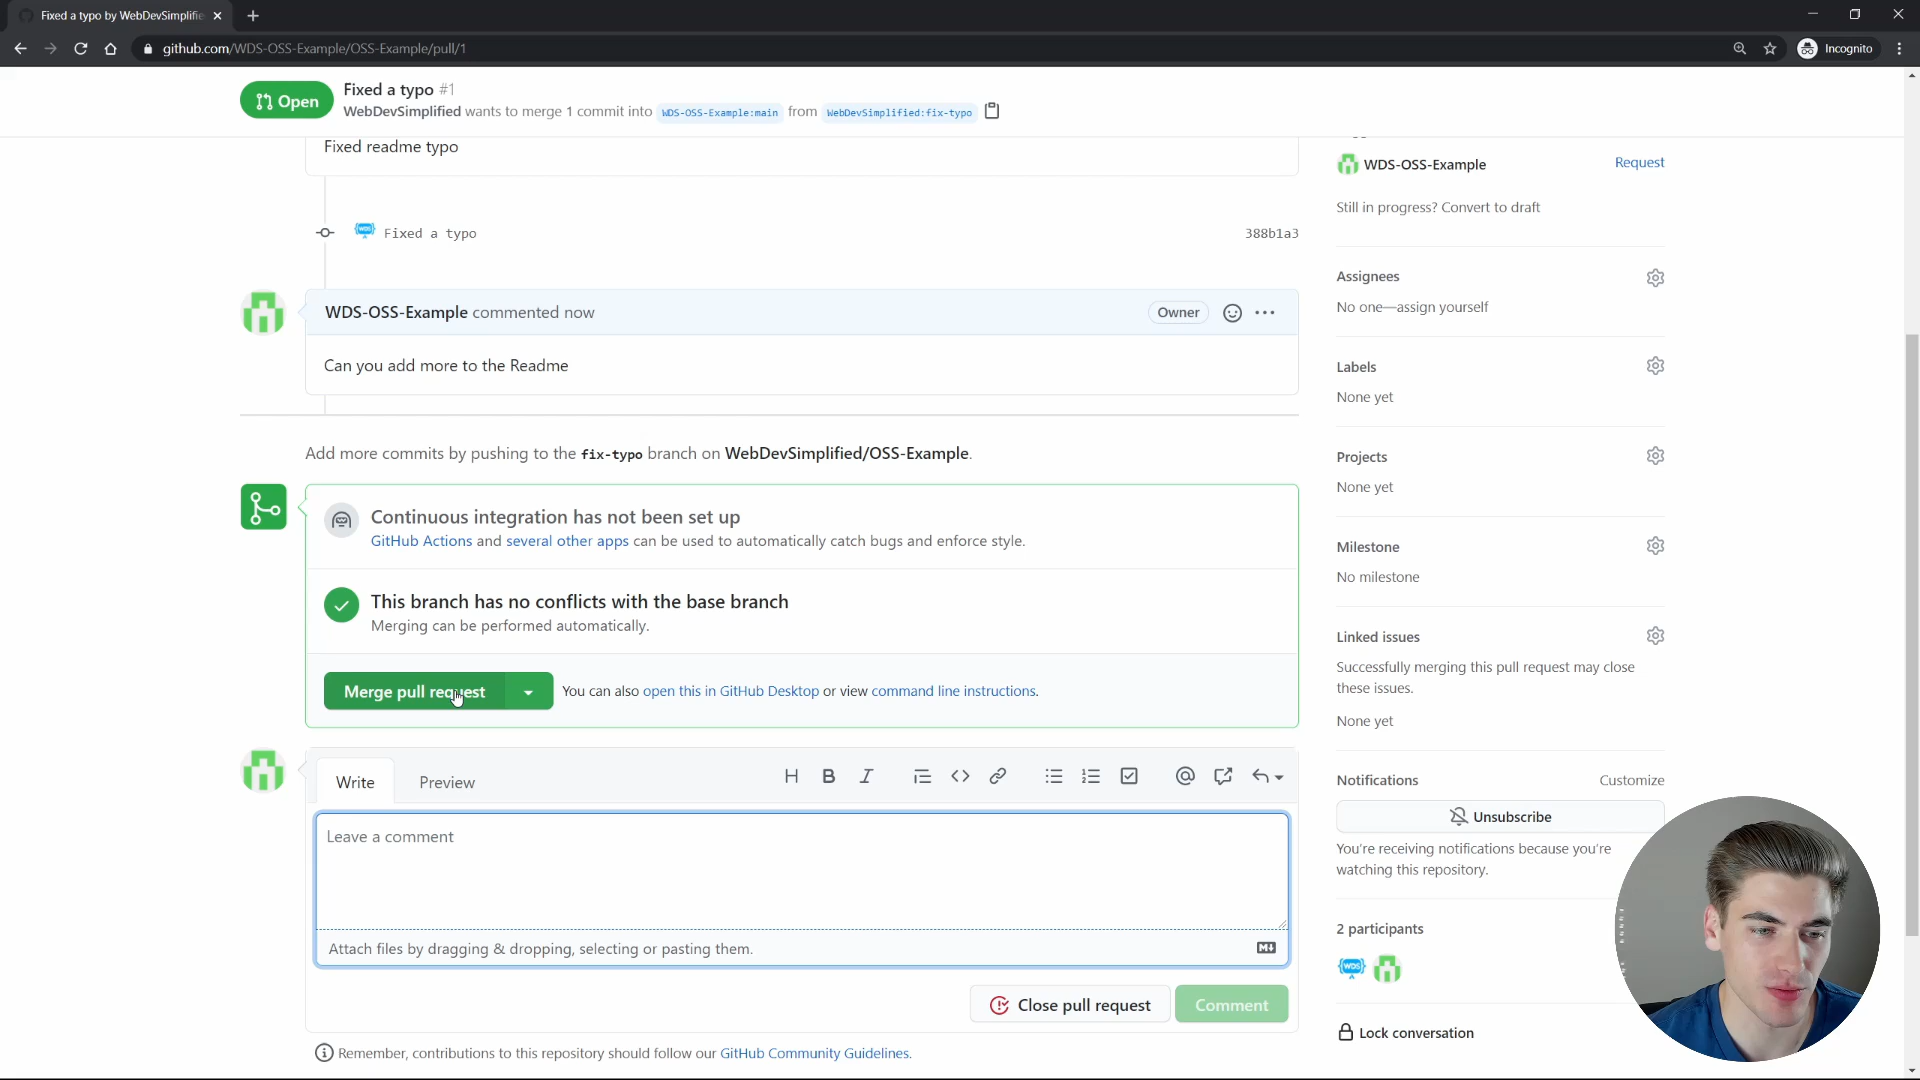 Fixed a typo by WebDevSimplifie
github.com/WDS-OSS-Example/OSS-Example/pull/1
Incognito
Open
Fixed a typo #1
WebDevSimplified wants to merge 1 commit into WDS-OSS-Example:main from WebDevSimplified:fix-typo
Fixed readme typo
Fixed a typo
388b1a3
WDS-OSS-Example commented now
Owner
Can you add more to the Readme
Add more commits by pushing to the fix-typo branch on WebDevSimplified/OSS-Example.
Continuous integration has not been set up
GitHub Actions and several other apps can be used to automatically catch bugs and enforce style.
This branch has no conflicts with the base branch
Merging can be performed automatically.
Merge pull request
You can also open this in GitHub Desktop or view command line instructions.
Write
Preview
Leave a comment
Attach files by dragging & dropping, selecting or pasting them.
Close pull request
Comment
Remember, contributions to this repository should follow our GitHub Community Guidelines.
WDS-OSS-Example
Request
Still in progress? Convert to draft
Assignees
No one—assign yourself
Labels
None yet
Projects
None yet
Milestone
No milestone
Linked issues
Successfully merging this pull request may close
these issues.
None yet
Notifications
Customize
Unsubscribe
You're receiving notifications because you're
watching this repository.
2 participants
WDS
Lock conversation